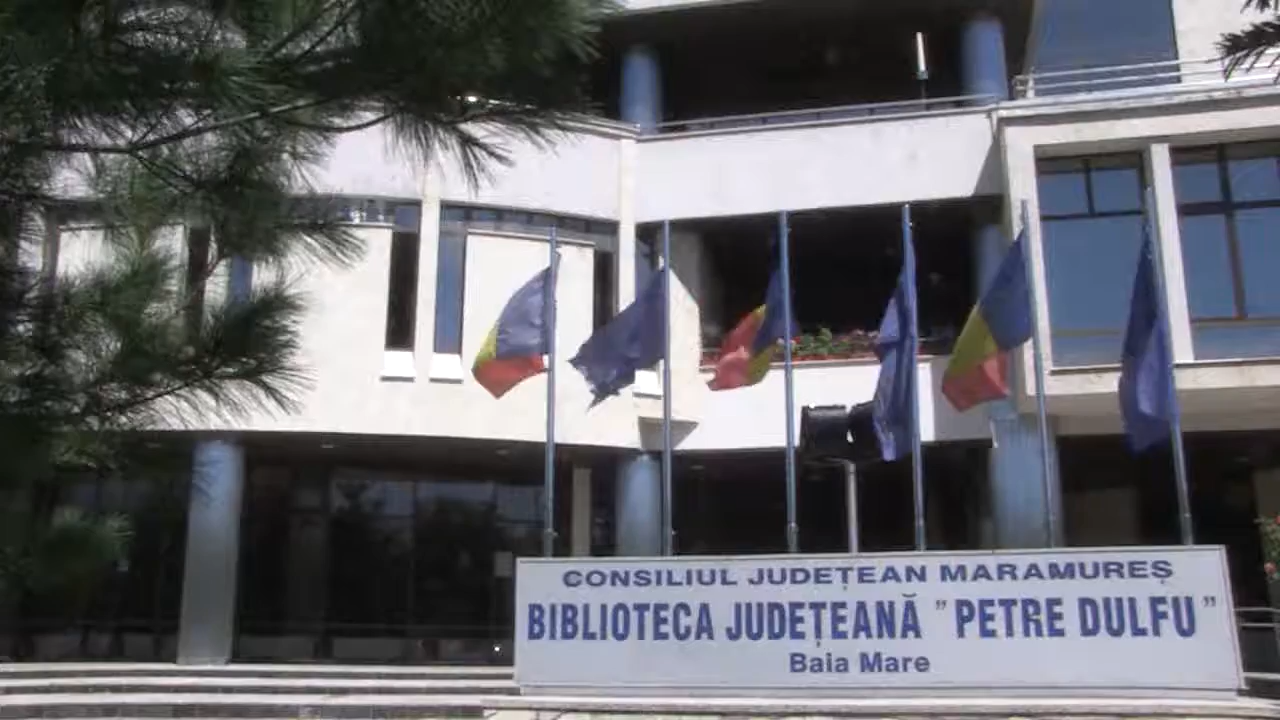 CONSILIUL JUDEȚEAN MARAMUREȘ
BIBLIOTECA JUDEȚEANĂ "PETRE DULFU"
Baia Mare